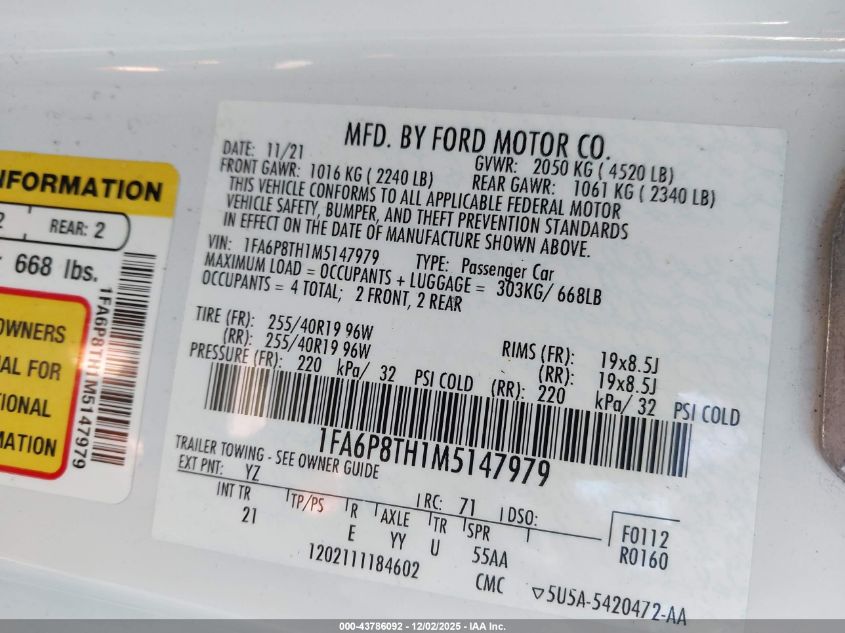 MFD. BY FORD MOTOR CO.
DATE: 11/21 GVWR: 2050 KG ( 4520 LB)
FRONT GAWR: 1016 KG ( 2240 LB) REAR GAWR: 1061 KG ( 2340 LB)
THIS VEHICLE CONFORMS TO ALL APPLICABLE FEDERAL MOTOR
VEHICLE SAFETY, BUMPER, AND THEFT PREVENTION STANDARDS
IN EFFECT ON THE DATE OF MANUFACTURE SHOWN ABOVE.
VIN: 1FA6P8TH1M5147979 TYPE: Passenger Car
MAXIMUM LOAD = OCCUPANTS + LUGGAGE = 303KG/ 668LB
OCCUPANTS = 4 TOTAL; 2 FRONT, 2 REAR
TIRE (FR): 255/40R19 96W RIMS (FR): 19x8.5J
(RR): 255/40R19 96W (RR): 19x8.5J
PRESSURE (FR): 220 kPa/ 32 PSI COLD (RR): 220 kPa/ 32 PSI COLD
1FA6P8TH1M5147979
TRAILER TOWING - SEE OWNER GUIDE
EXT PNT: YZ RC: 71 DSO:
INT TR TP/PS R AXLE TR SPR F0112
21 E YY U 55AA R0160
1202111184602 CMC ▽5U5A-5420472-AA
INFORMATION
2 REAR: 2
668 lbs.
OWNERS
AL FOR
TIONAL
MATION
1FA6P8TH1M5147979
000-43786092 - 12/02/2025 - IAA Inc.